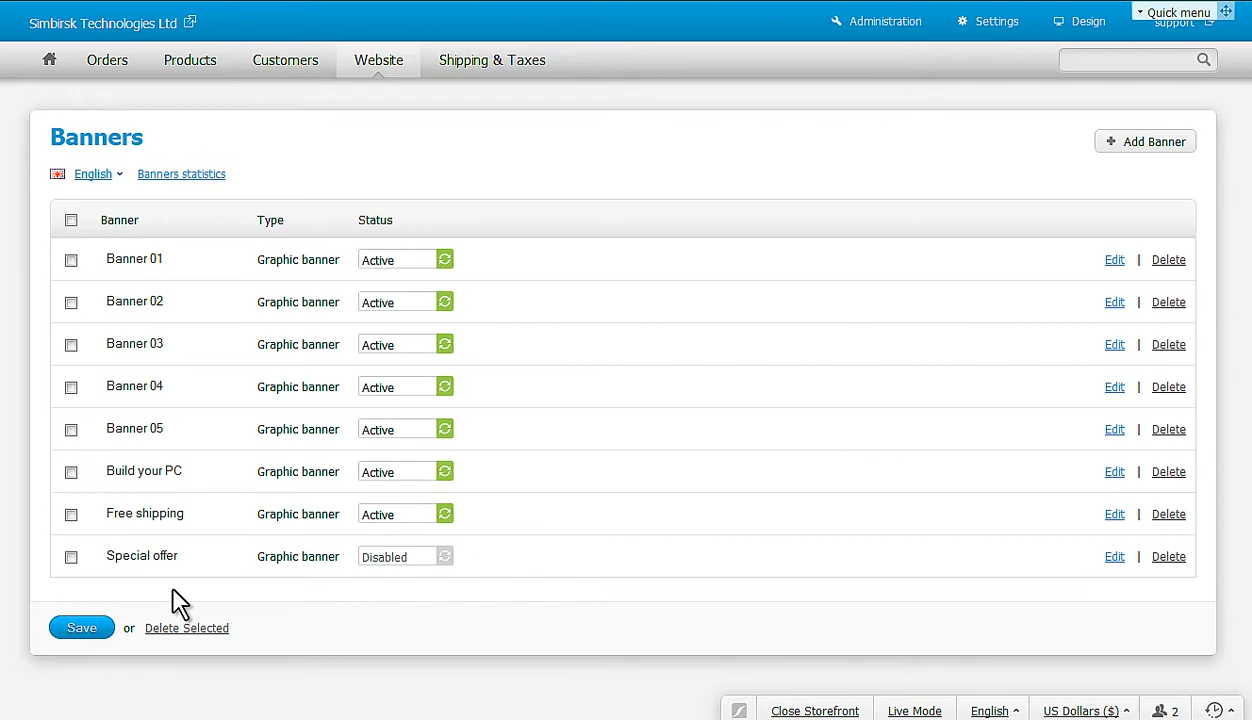 Simbirsk Technologies Ltd
Administration
Settings
Design
Quick menu
support
Orders
Products
Customers
Website
Shipping & Taxes
Banners
Add Banner
English
Banners statistics
Banner Type Status
Banner 01 Graphic banner Active Edit | Delete
Banner 02 Graphic banner Active Edit | Delete
Banner 03 Graphic banner Active Edit | Delete
Banner 04 Graphic banner Active Edit | Delete
Banner 05 Graphic banner Active Edit | Delete
Build your PC Graphic banner Active Edit | Delete
Free shipping Graphic banner Active Edit | Delete
Special offer Graphic banner Disabled Edit | Delete
Save or Delete Selected
Close Storefront
Live Mode
English
US Dollars ($)
2